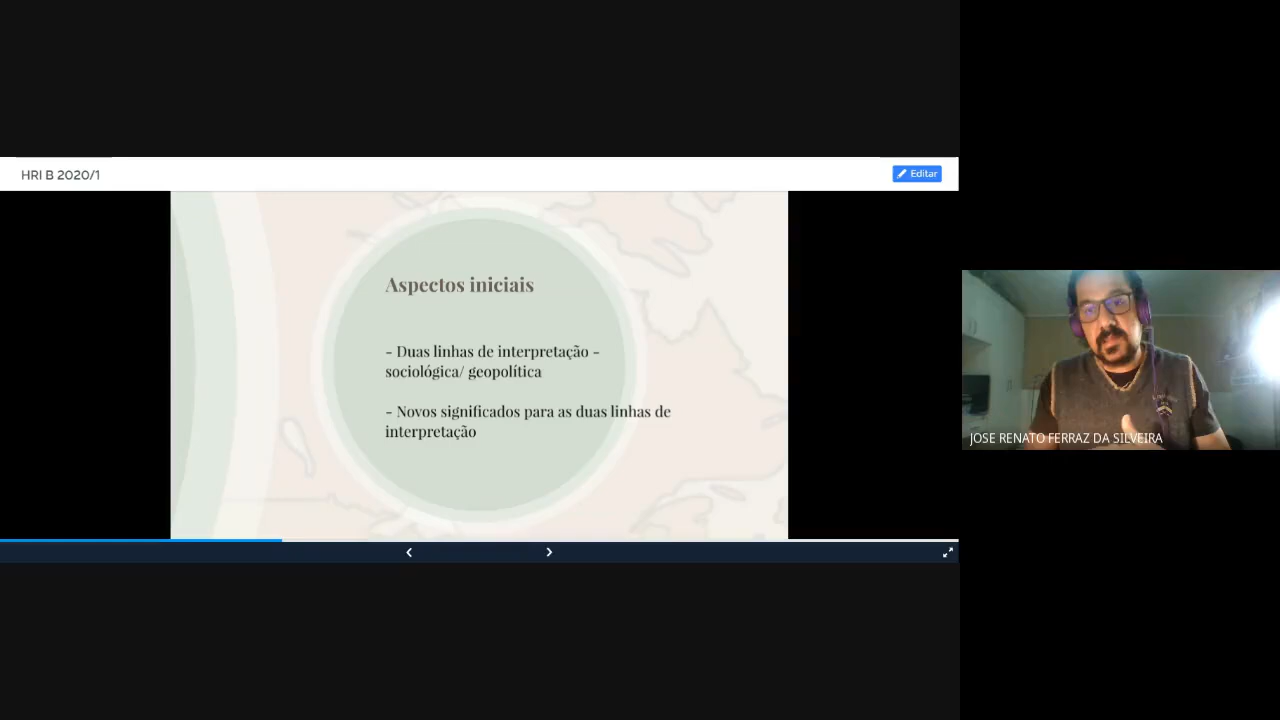 HRI B 2020/1
Editar
Aspectos iniciais
- Duas linhas de interpretação -
sociológica/ geopolítica
- Novos significados para as duas linhas de
interpretação
JOSE RENATO FERRAZ DA SILVEIRA